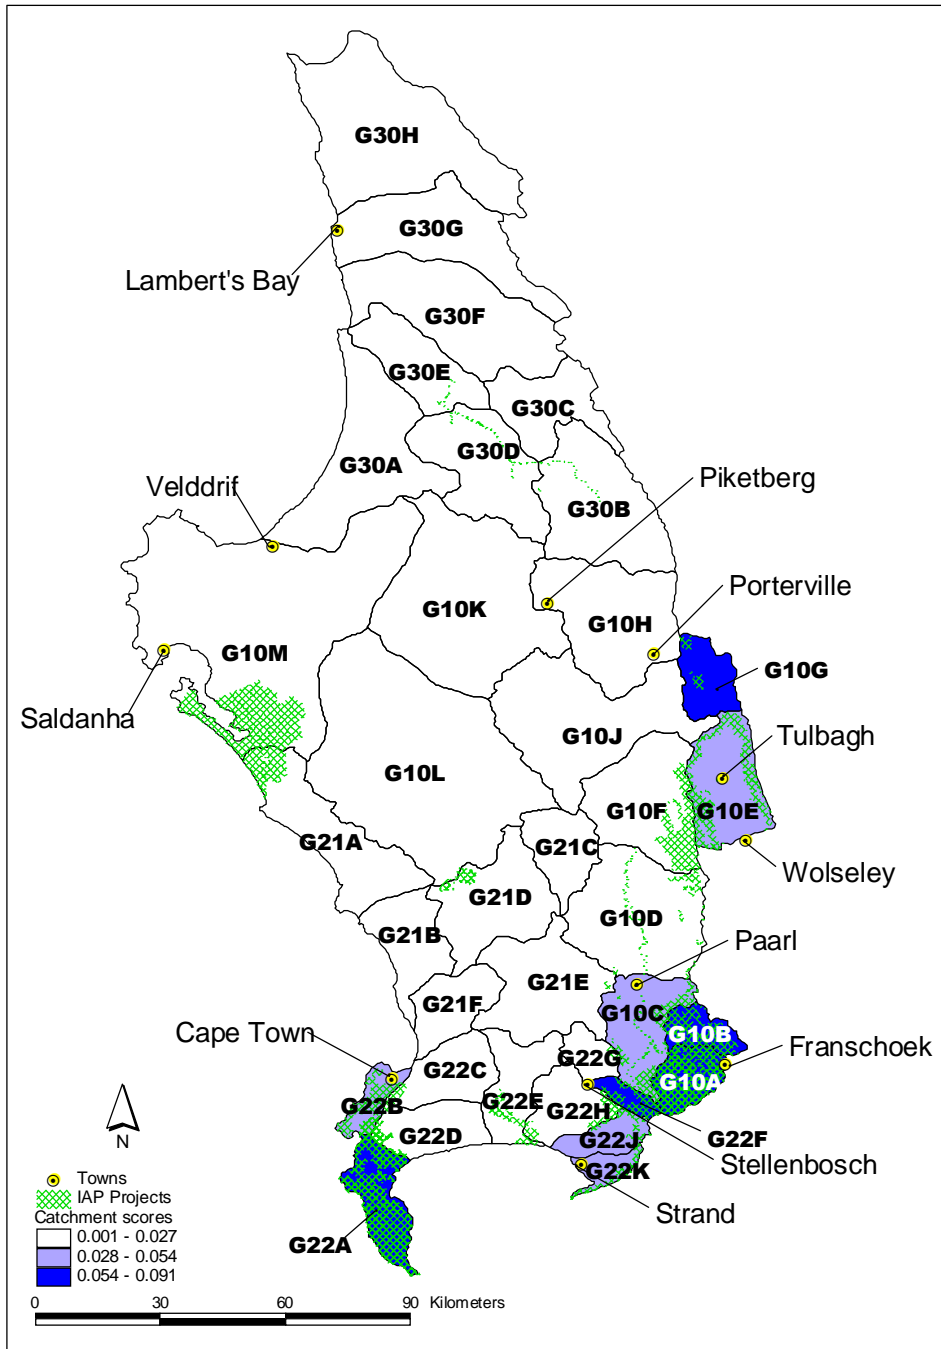 G30H
G30G
Lambert's Bay
G30F
G30E
G30C
G30D
G30A
Velddrif
Piketberg
G30B
Porterville
G10K
G10H
G10M
G10G
Saldanha
G10J
Tulbagh
G10L
G10F
G10E
G21A
G21C
Wolseley
G21D
G10D
G21B
Paarl
G21E
G21F
G10C
Cape Town
G10B
Franschoek
G22G
G22C
G10A
G22E
G22B
G22H
G22D
G22J
G22F
Stellenbosch
G22K
Strand
G22A
N
Towns
IAP Projects
Catchment scores
0.001 - 0.027
0.028 - 0.054
0.054 - 0.091
0 30 60 90 Kilometers